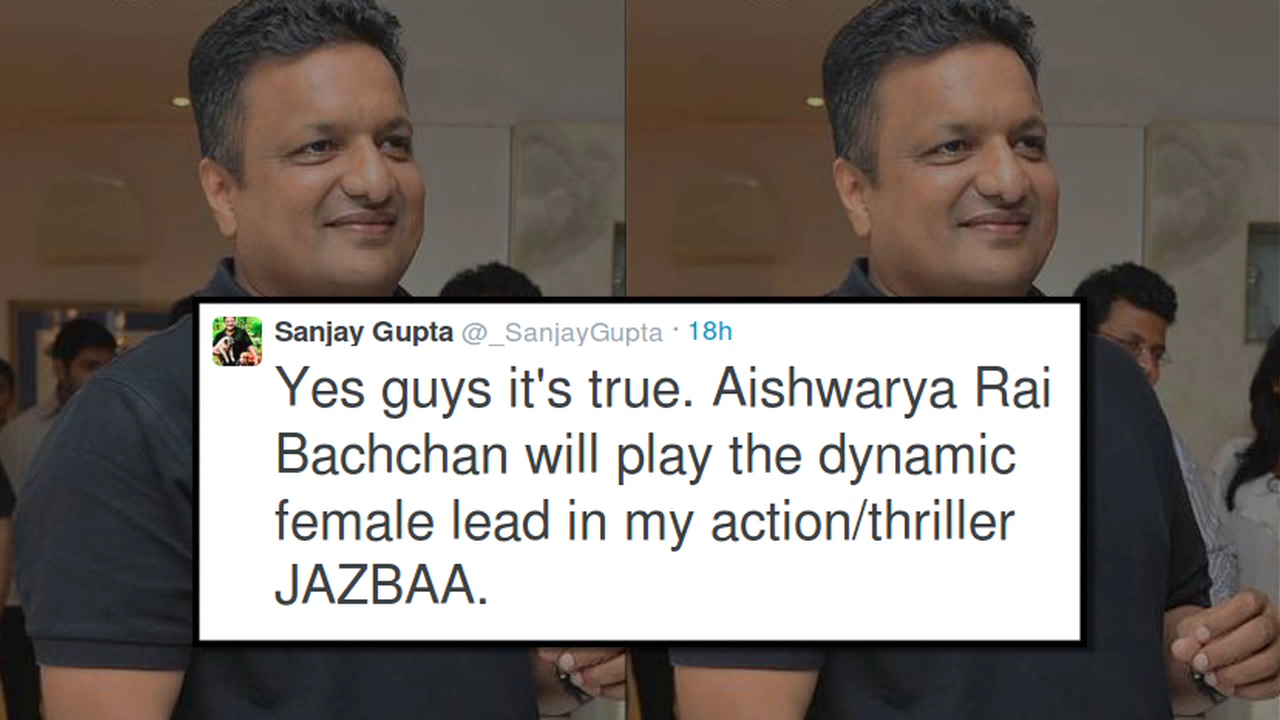 Sanjay Gupta @_SanjayGupta · 18h
Yes guys it's true. Aishwarya Rai
Bachchan will play the dynamic
female lead in my action/thriller
JAZBAA.